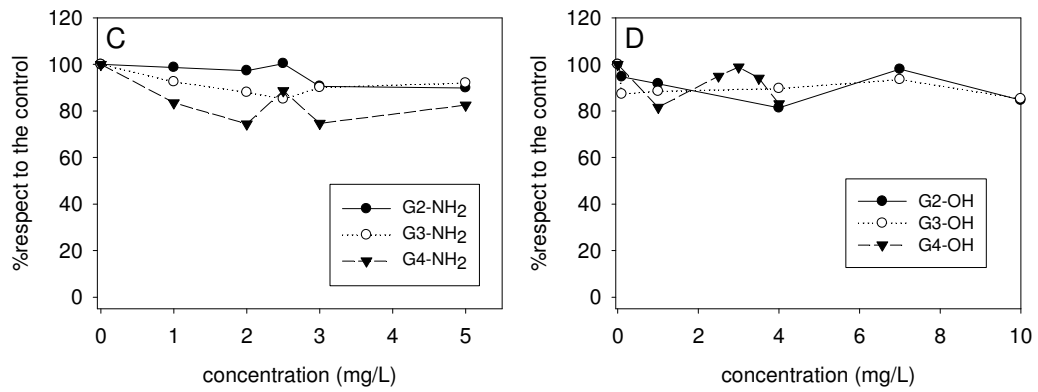 C
%respect to the control
120
100
80
60
40
20
0
G2-NH2
G3-NH2
G4-NH2
0 1 2 3 4 5
concentration (mg/L)
D
%respect to the control
120
100
80
60
40
20
0
G2-OH
G3-OH
G4-OH
0 2 4 6 8 10
concentration (mg/L)